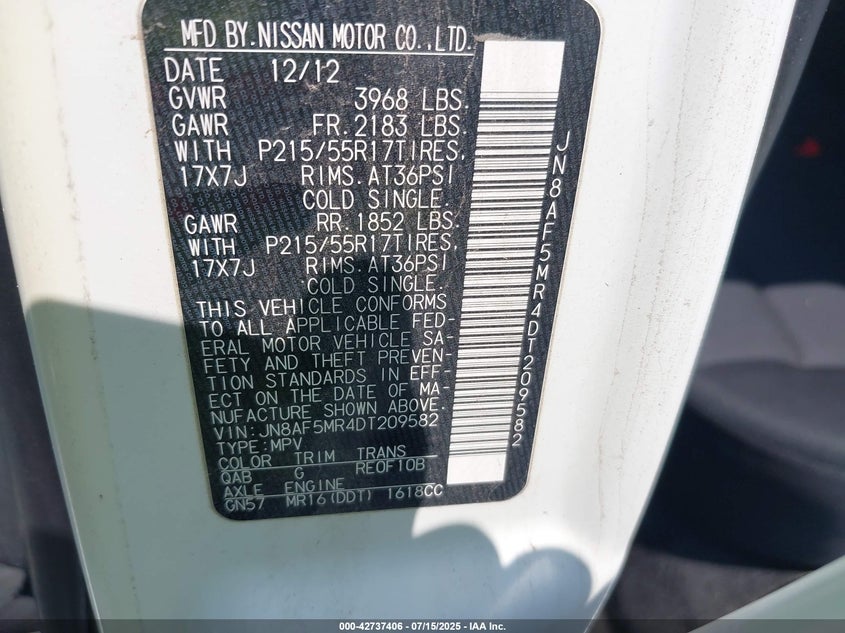 MFD BY.NISSAN MOTOR CO.,LTD.
DATE 12/12
GVWR 3968 LBS.
GAWR FR.2183 LBS.
WITH P215/55R17TIRES,
17X7J RIMS.AT36PSI
COLD SINGLE.
GAWR RR.1852 LBS.
WITH P215/55R17TIRES,
17X7J RIMS.AT36PSI
COLD SINGLE.
THIS VEHICLE CONFORMS
TO ALL APPLICABLE FED-
ERAL MOTOR VEHICLE SA-
FETY AND THEFT PREVEN-
TION STANDARDS IN EFF-
ECT ON THE DATE OF MA-
NUFACTURE SHOWN ABOVE.
VIN:JN8AF5MR4DT209582
TYPE:MPV
COLOR TRIM TRANS
QAB G REOF10B
AXLE ENGINE
GN57 MR16(DDT) 1618CC
JN8AF5MR4DT209582
000-42737406 - 07/15/2025 - IAA Inc.